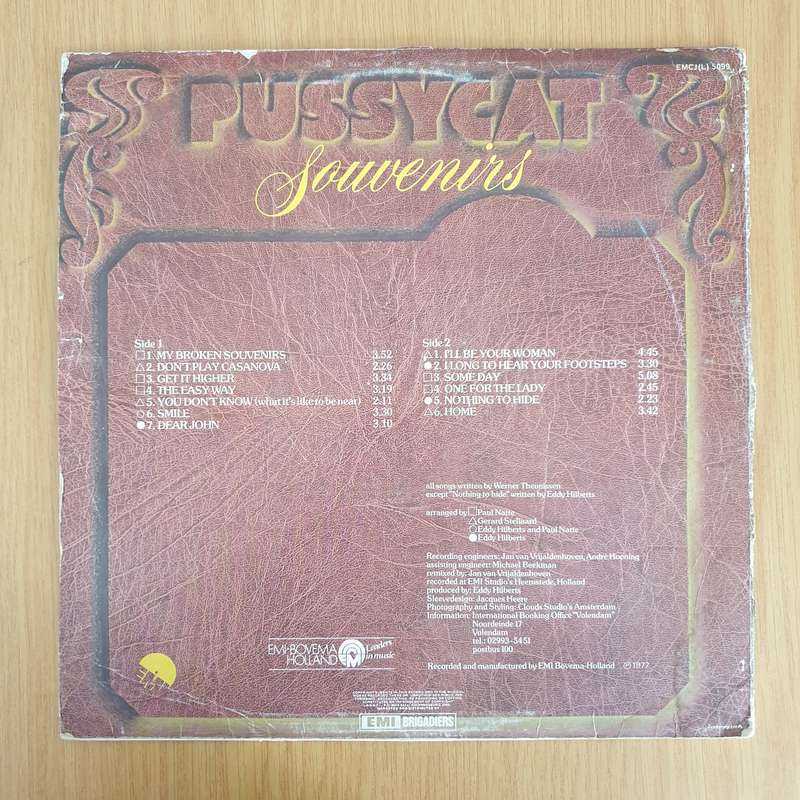 EMCJ(L) 5099
PUSSYCAT
Souvenirs
Side 1
1. MY BROKEN SOUVENIRS 3.52
2. DON'T PLAY CASANOVA 2.26
3. GET IT HIGHER 3.34
4. THE EASY WAY 3.19
5. YOU DON'T KNOW (what it's like to be near) 2.11
6. SMILE 3.30
7. DEAR JOHN 3.10
Side 2
1. I'LL BE YOUR WOMAN 4.45
2. I LONG TO HEAR YOUR FOOTSTEPS 3.30
3. SOME DAY 5.08
4. ONE FOR THE LADY 2.45
5. NOTHING TO HIDE 2.23
6. HOME 3.42
all songs written by Werner Theunissen
except "Nothing to hide" written by Eddy Hilberts
arranged by Paul Natte
Gerard Stellaard
Eddy Hilberts and Paul Natte
Eddy Hilberts
Recording engineers: Jan van Vrijaldenhoven, André Hooning
assisting engineer: Michael Beekman
remixed by: Jan van Vrijaldenhoven
recorded at EMI Studio's Heemstede, Holland
produced by: Eddy Hilberts
Sleevedesign: Jacques Heere
Photography and Styling: Clouds Studio's Amsterdam
Information: International Booking Office "Volendam"
Noordeinde 17
Volendam
tel.: 02993-5451
postbus 100
Recorded and manufactured by EMI Bovema-Holland ℗ 1977
EMI-BOVEMA
HOLLAND
Leaders
in music
EMI
EMI BRIGADIERS